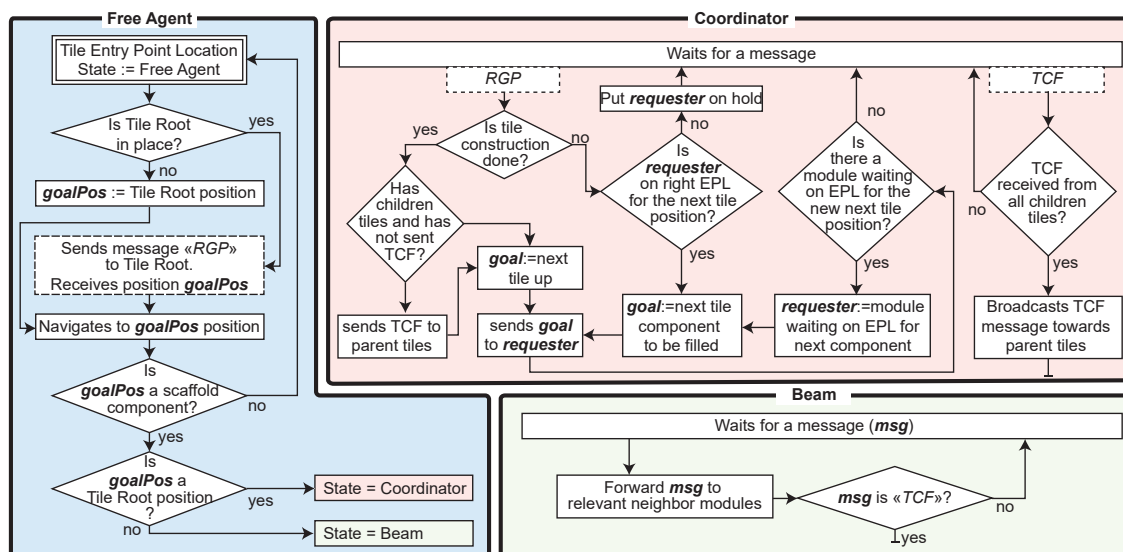 Free Agent
Tile Entry Point Location
State := Free Agent
Is Tile Root
in place?
yes
no
goalPos := Tile Root position
Sends message «RGP»
to Tile Root.
Receives position goalPos
Navigates to goalPos position
Is
goalPos a scaffold
component?
no
yes
Is
goalPos a
Tile Root position
?
yes
no
State = Coordinator
State = Beam
Coordinator
Waits for a message
RGP
Is tile
construction
done?
yes
no
Has
children
tiles and has
not sent
TCF?
sends TCF to
parent tiles
goal:=next
tile up
sends goal
to requester
Put requester on hold
no
Is
requester
on right EPL
for the next tile
position?
yes
goal:=next tile
component
to be filled
no
Is
there a
module waiting
on EPL for the
new next tile
position?
yes
requester:=module
waiting on EPL for
next component
TCF
TCF
received from
all children
tiles?
no
yes
Broadcasts TCF
message towards
parent tiles
Beam
Waits for a message (msg)
Forward msg to
relevant neighbor modules
msg is «TCF»?
no
yes